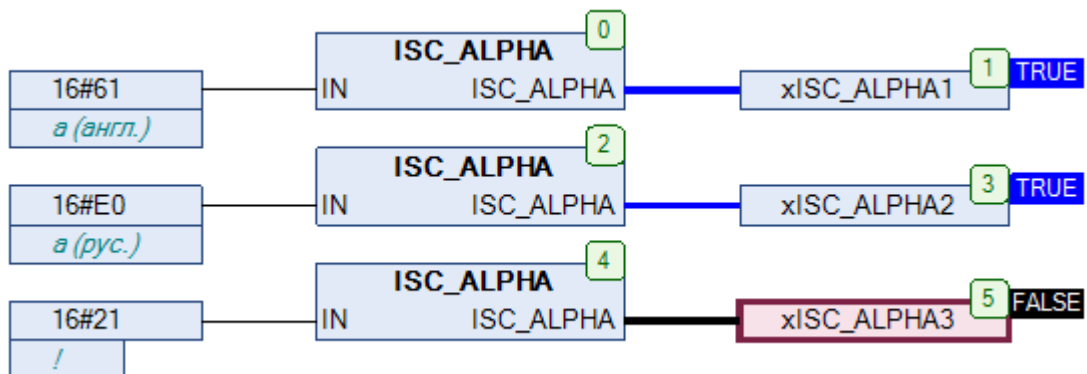 0
ISC_ALPHA
16#61 IN ISC_ALPHA xISC_ALPHA1 1 TRUE
а (англ.)
2
ISC_ALPHA
16#E0 IN ISC_ALPHA xISC_ALPHA2 3 TRUE
а (рус.)
4
ISC_ALPHA
16#21 IN ISC_ALPHA xISC_ALPHA3 5 FALSE
!